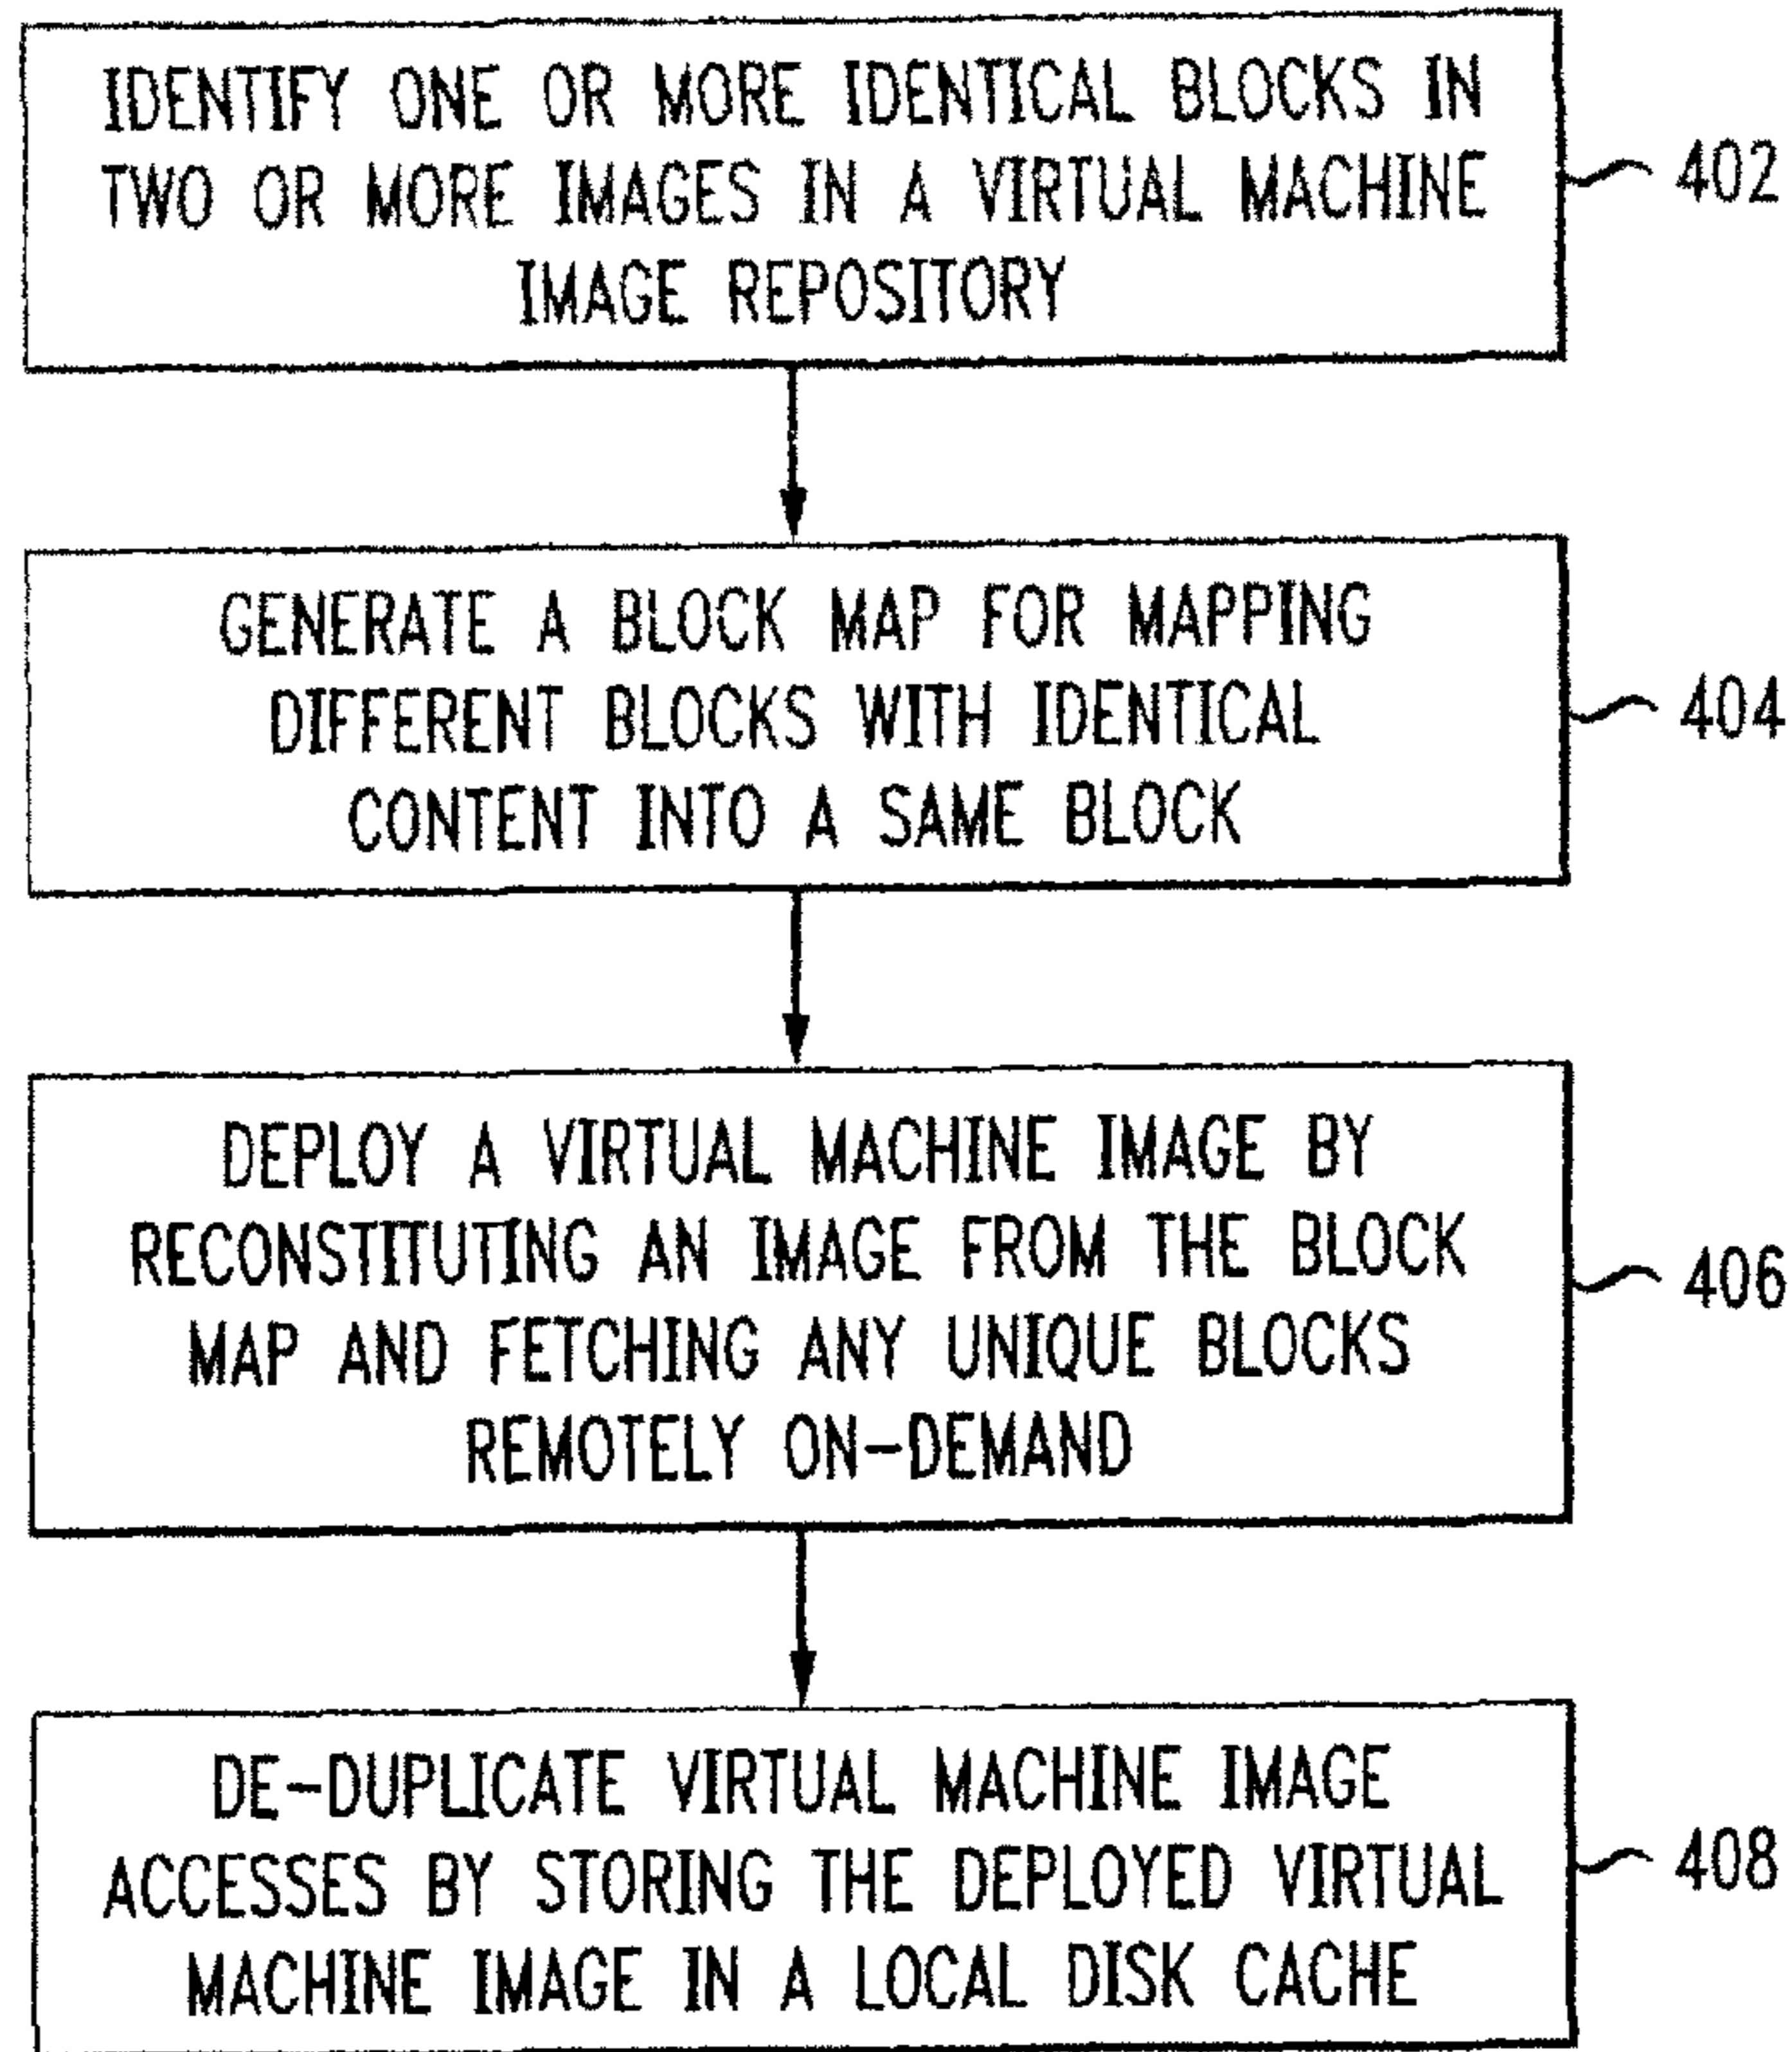 IDENTIFY ONE OR MORE IDENTICAL BLOCKS IN
TWO OR MORE IMAGES IN A VIRTUAL MACHINE
IMAGE REPOSITORY
402
GENERATE A BLOCK MAP FOR MAPPING
DIFFERENT BLOCKS WITH IDENTICAL
CONTENT INTO A SAME BLOCK
404
DEPLOY A VIRTUAL MACHINE IMAGE BY
RECONSTITUTING AN IMAGE FROM THE BLOCK
MAP AND FETCHING ANY UNIQUE BLOCKS
REMOTELY ON-DEMAND
406
DE-DUPLICATE VIRTUAL MACHINE IMAGE
ACCESSES BY STORING THE DEPLOYED VIRTUAL
MACHINE IMAGE IN A LOCAL DISK CACHE
408